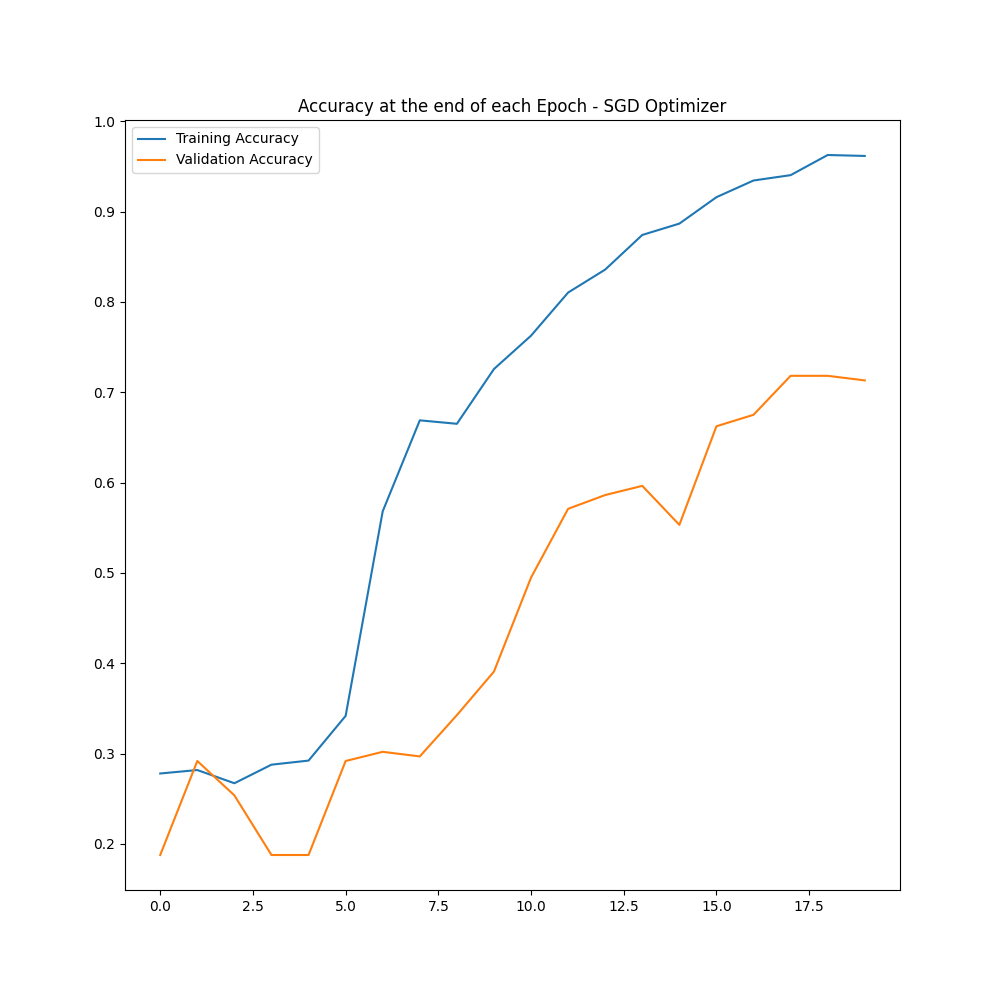 Accuracy at the end of each Epoch - SGD Optimizer
Training Accuracy
Validation Accuracy
1.0
0.9
0.8
0.7
0.6
0.5
0.4
0.3
0.2
0.0 2.5 5.0 7.5 10.0 12.5 15.0 17.5